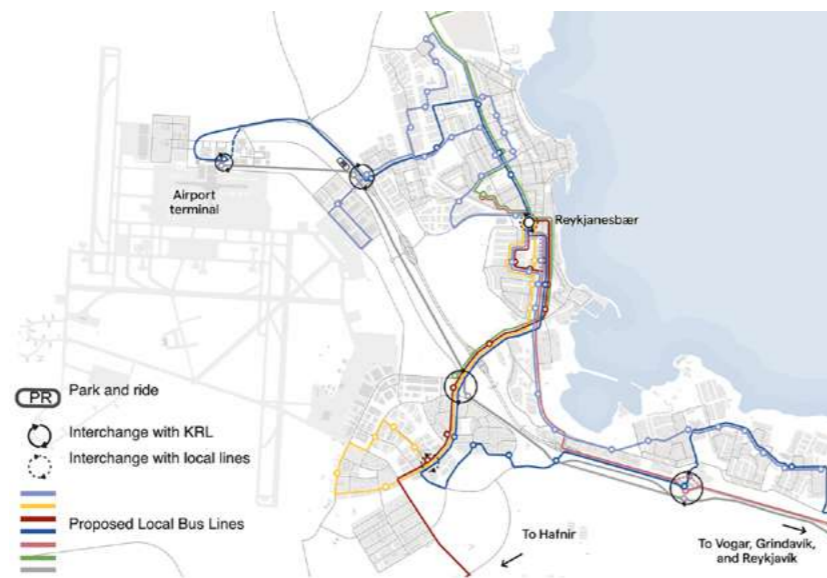 Airport
terminal
Reykjanesbær
PR
Park and ride
Interchange with KRL
Interchange with local lines
Proposed Local Bus Lines
To Hafnir
To Vogar, Grindavík,
and Reykjavík